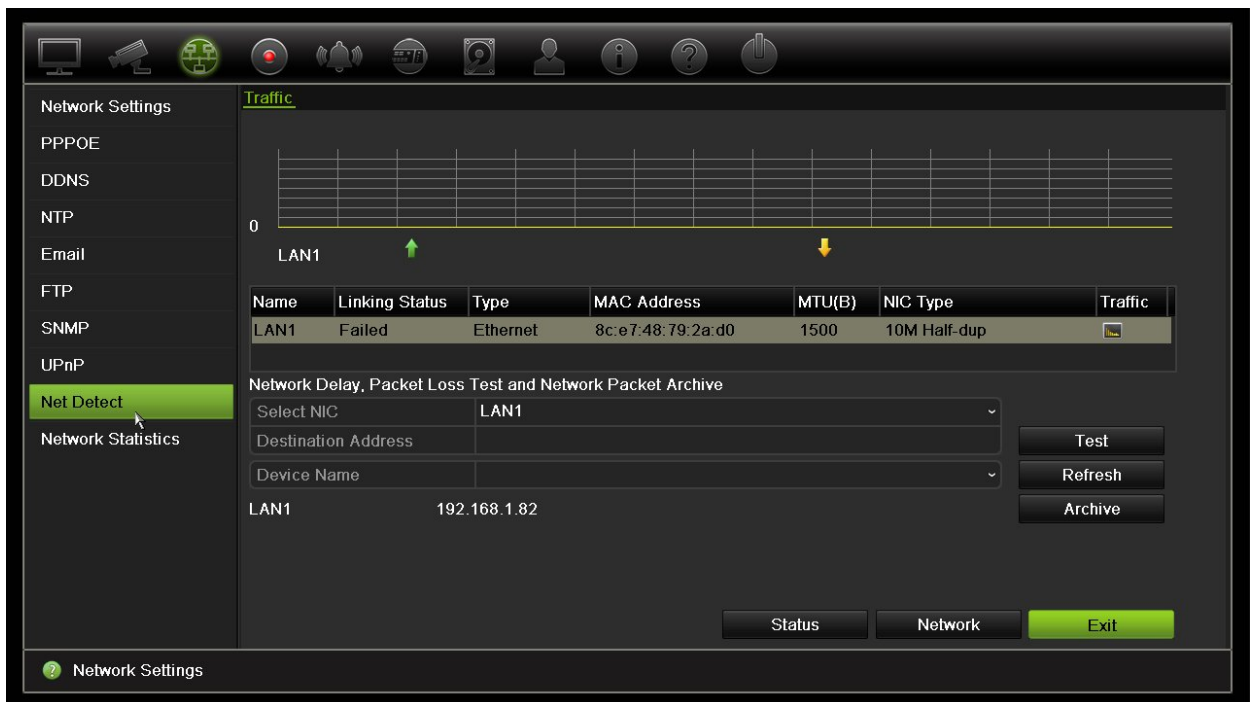 Network Settings
PPPOE
DDNS
NTP
Email
FTP
SNMP
UPnP
Net Detect
Network Statistics
Traffic
0
LAN1
Name Linking Status Type MAC Address MTU(B) NIC Type Traffic
LAN1 Failed Ethernet 8c:e7:48:79:2a:d0 1500 10M Half-dup
Network Delay, Packet Loss Test and Network Packet Archive
Select NIC LAN1
Destination Address Test
Device Name Refresh
LAN1 192.168.1.82 Archive
Status Network Exit
Network Settings